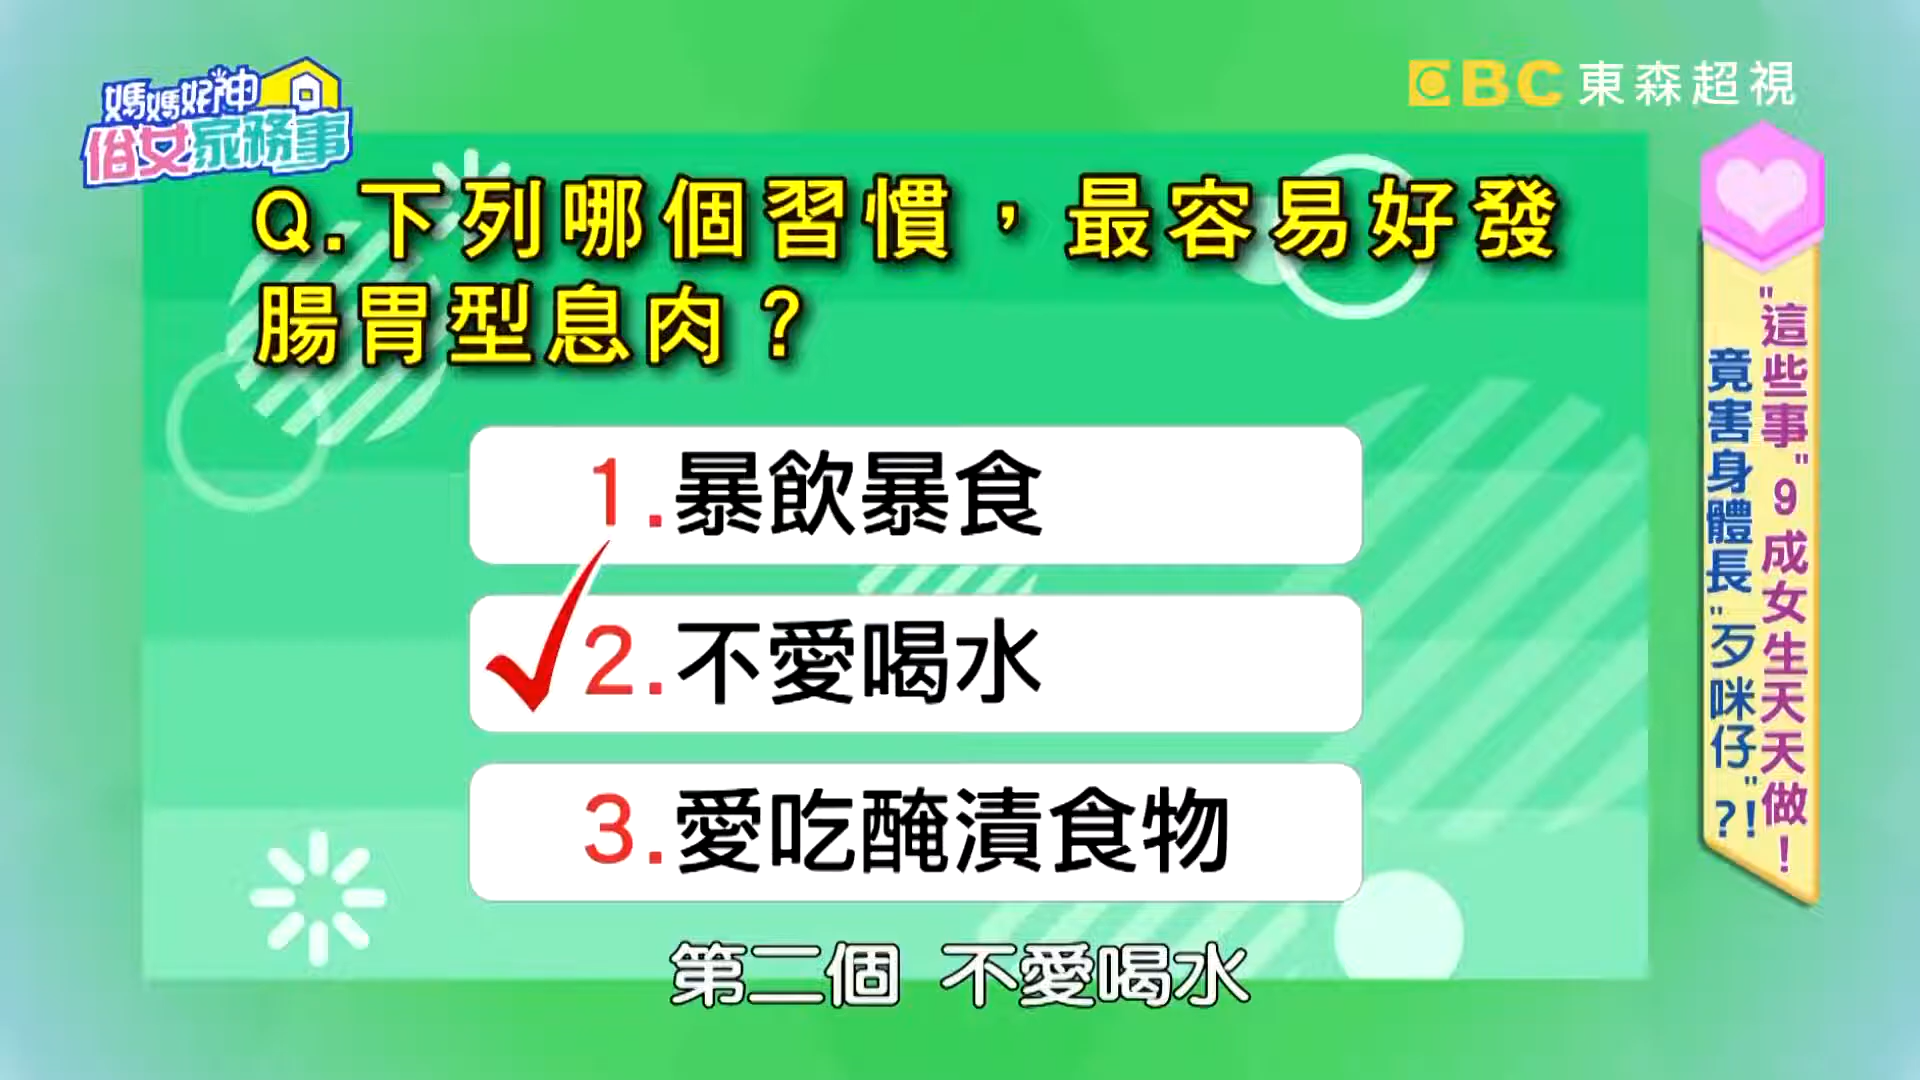 媽媽好神
俗女家務事
EBC 東森超視
Q.下列哪個習慣，最容易好發
腸胃型息肉？
1.暴飲暴食
2.不愛喝水
3.愛吃醃漬食物
"這些事"9成女生天天做！
竟害身體長"歹咪仔"?!
第二個 不愛喝水